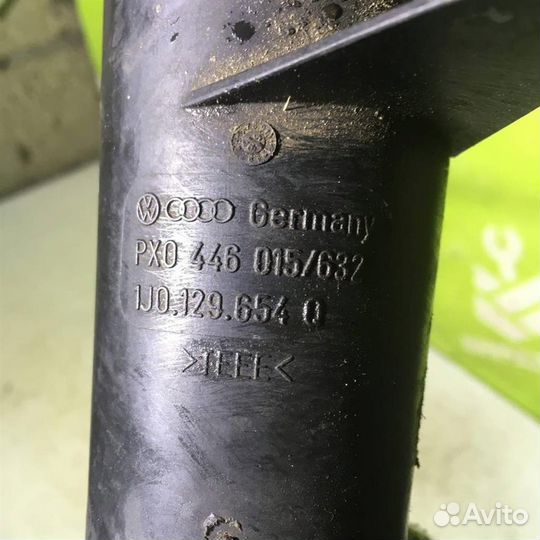 Germany
PX0 446 015/632
1J0.129.654 Q
>TEEE<
Avito